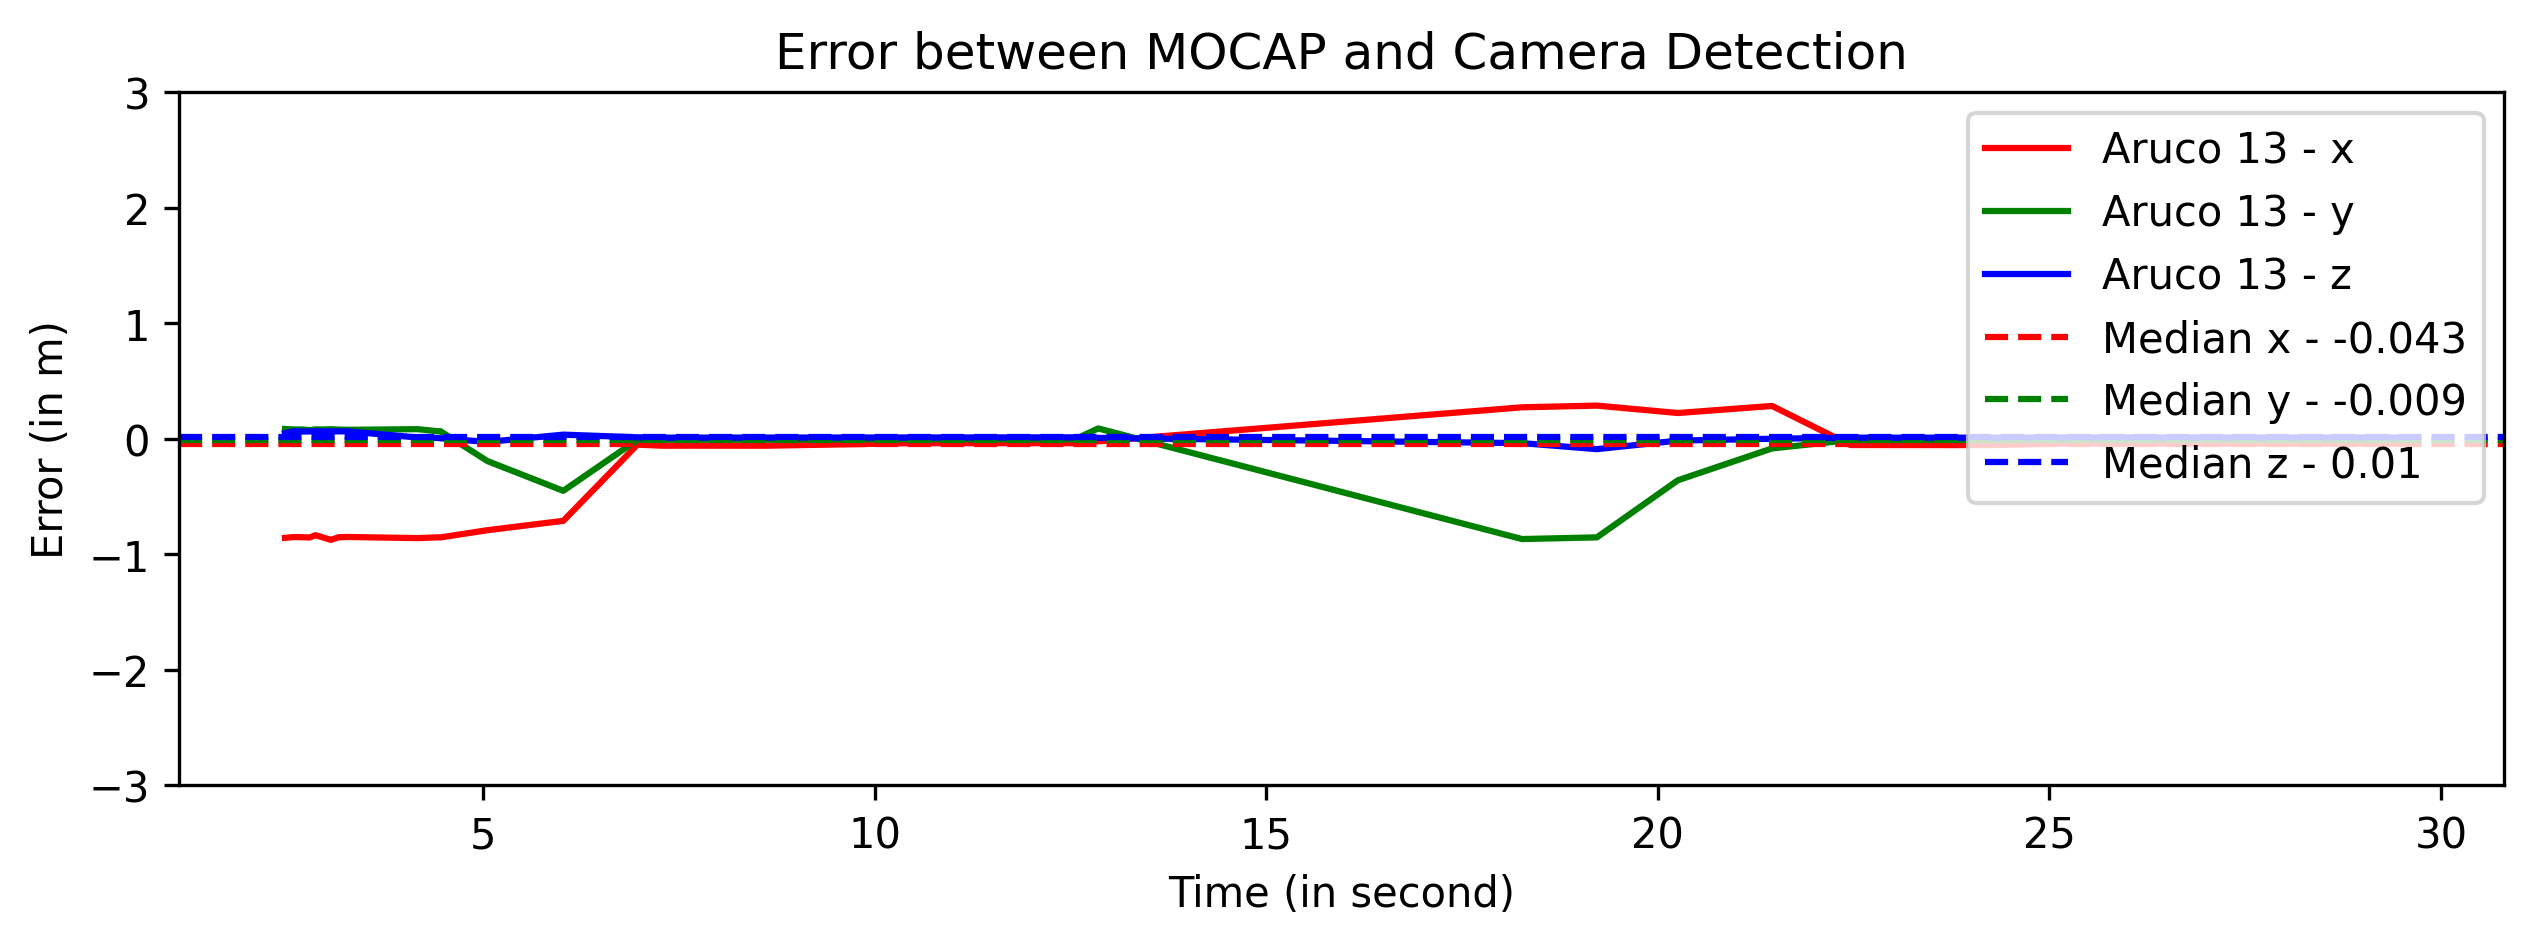 Error between MOCAP and Camera Detection
3
2
1
0
−1
−2
−3
Error (in m)
Aruco 13 - x
Aruco 13 - y
Aruco 13 - z
Median x - -0.043
Median y - -0.009
Median z - 0.01
5 10 15 20 25 30
Time (in second)